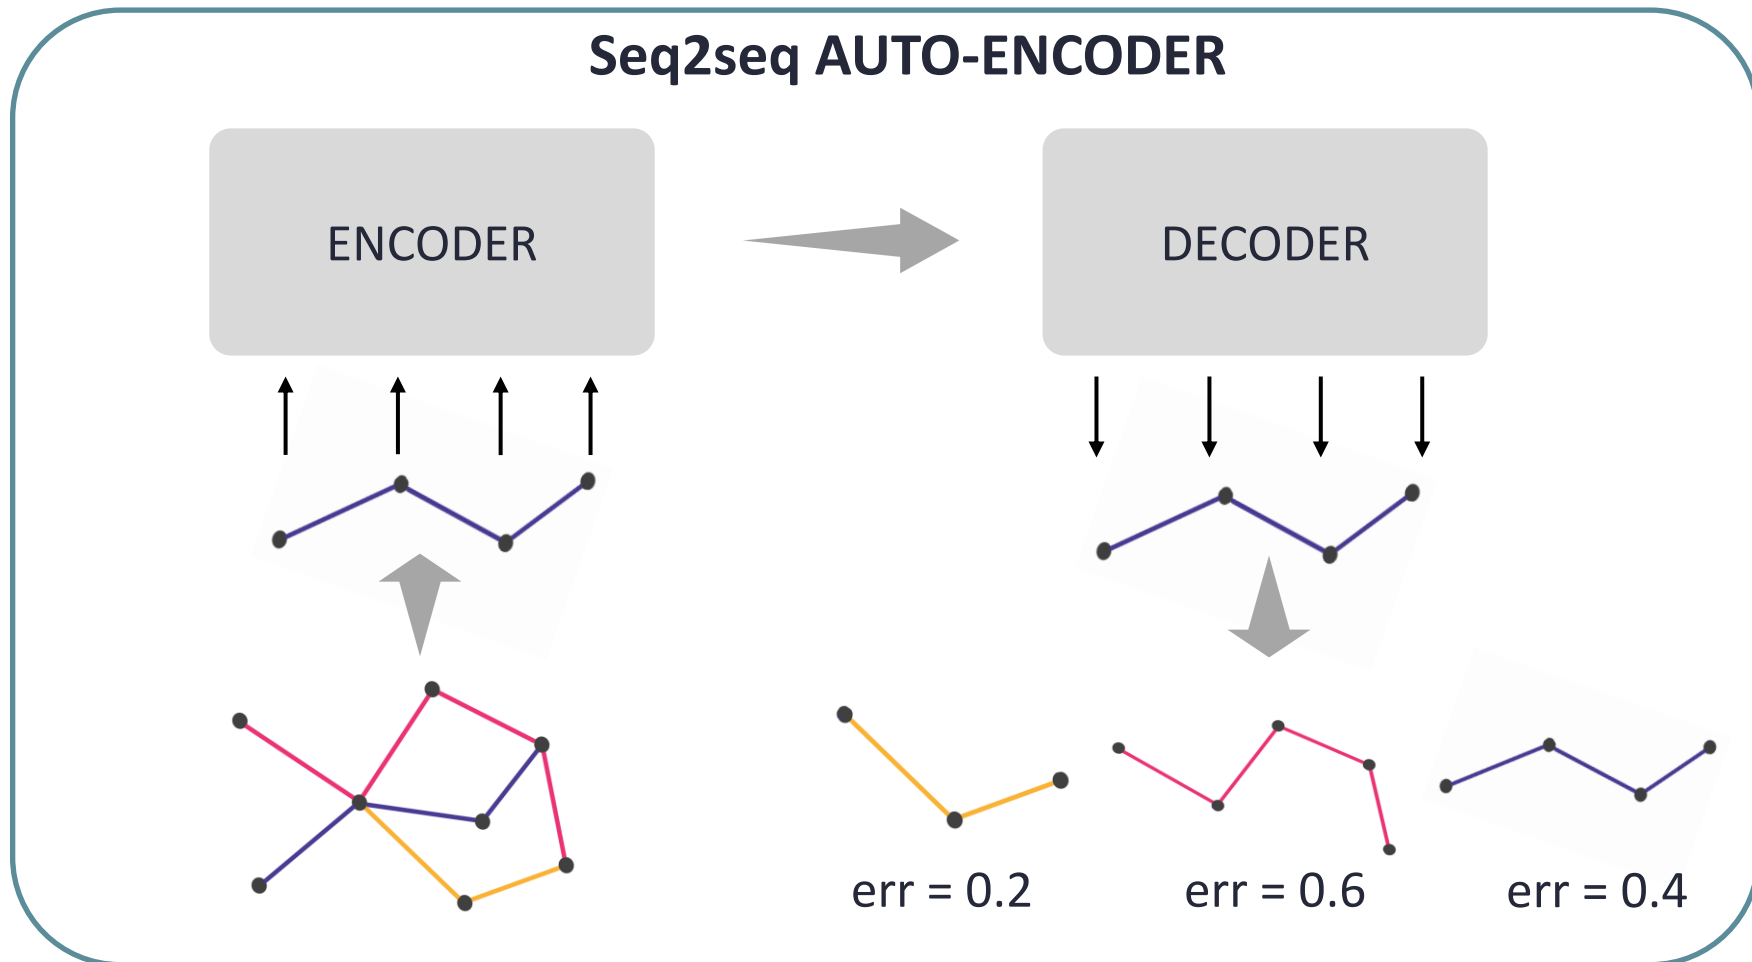 Seq2seq AUTO-ENCODER
ENCODER
DECODER
err = 0.2
err = 0.6
err = 0.4